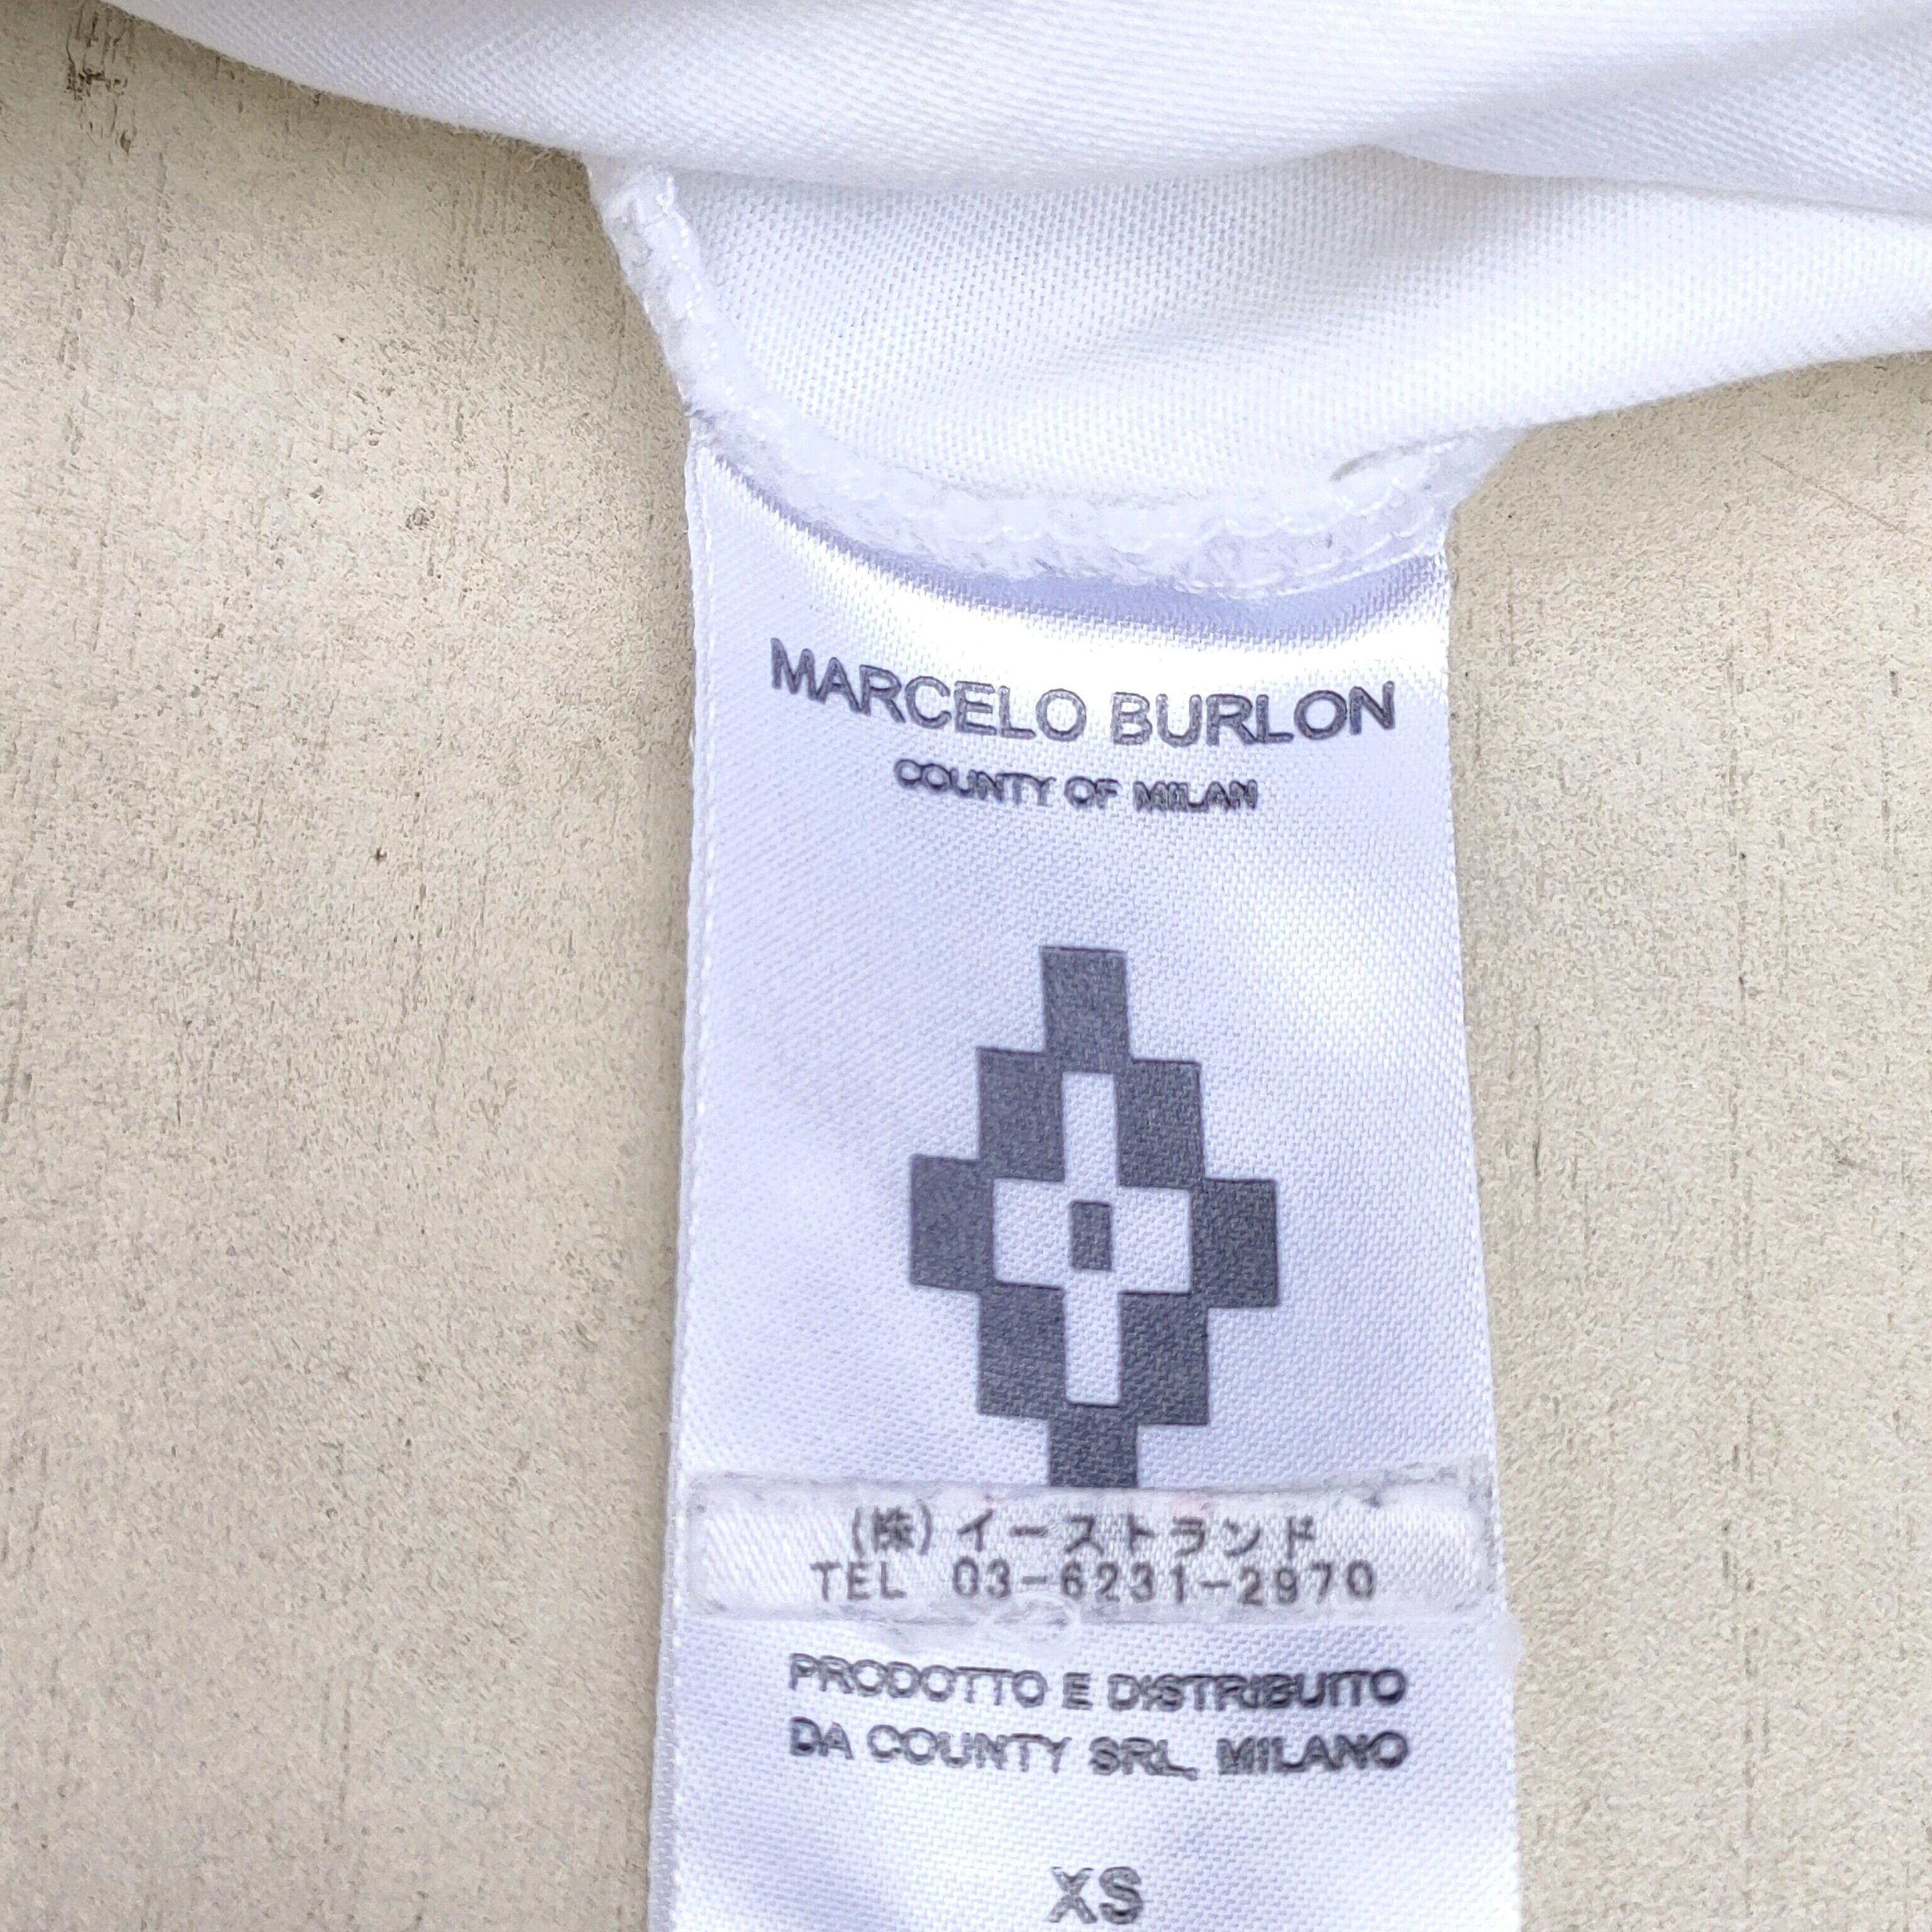 MARCELO BURLON
COUNTY OF MILAN
(株)イーストランド
TEL 03-6231-2970
PRODOTTO E DISTRIBUITO
DA COUNTY SRL, MILANO
XS